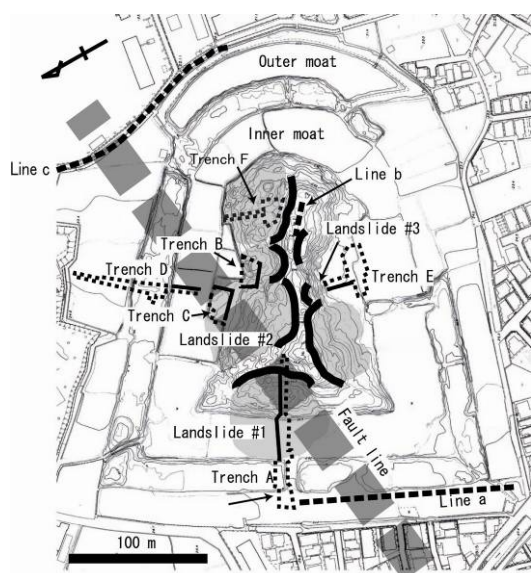 Outer moat
Inner moat
Line c
Trench F
Line b
Landslide #3
Trench B
Trench D
Trench E
Trench C
Landslide #2
Landslide #1
Fault line
Trench A
Line a
100 m